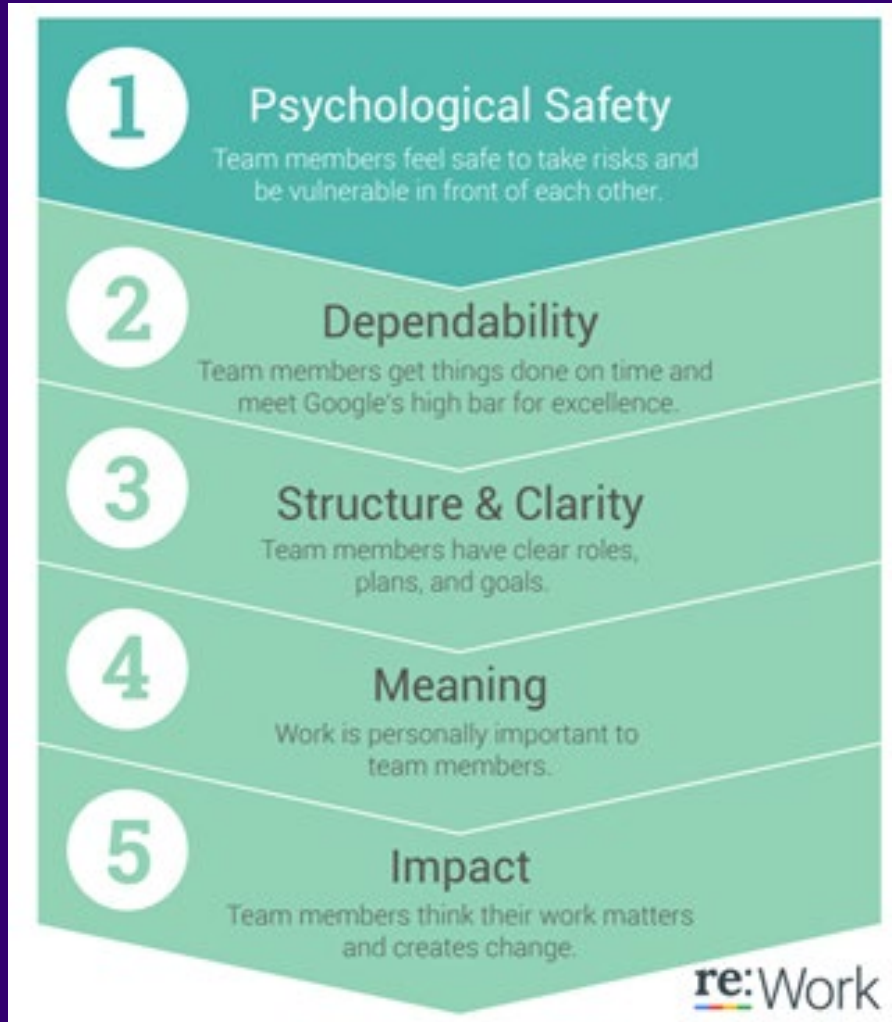 1
Psychological Safety
Team members feel safe to take risks and
be vulnerable in front of each other.
2
Dependability
Team members get things done on time and
meet Google's high bar for excellence.
3
Structure & Clarity
Team members have clear roles,
plans, and goals.
4
Meaning
Work is personally important to
team members.
5
Impact
Team members think their work matters
and creates change.
re:Work